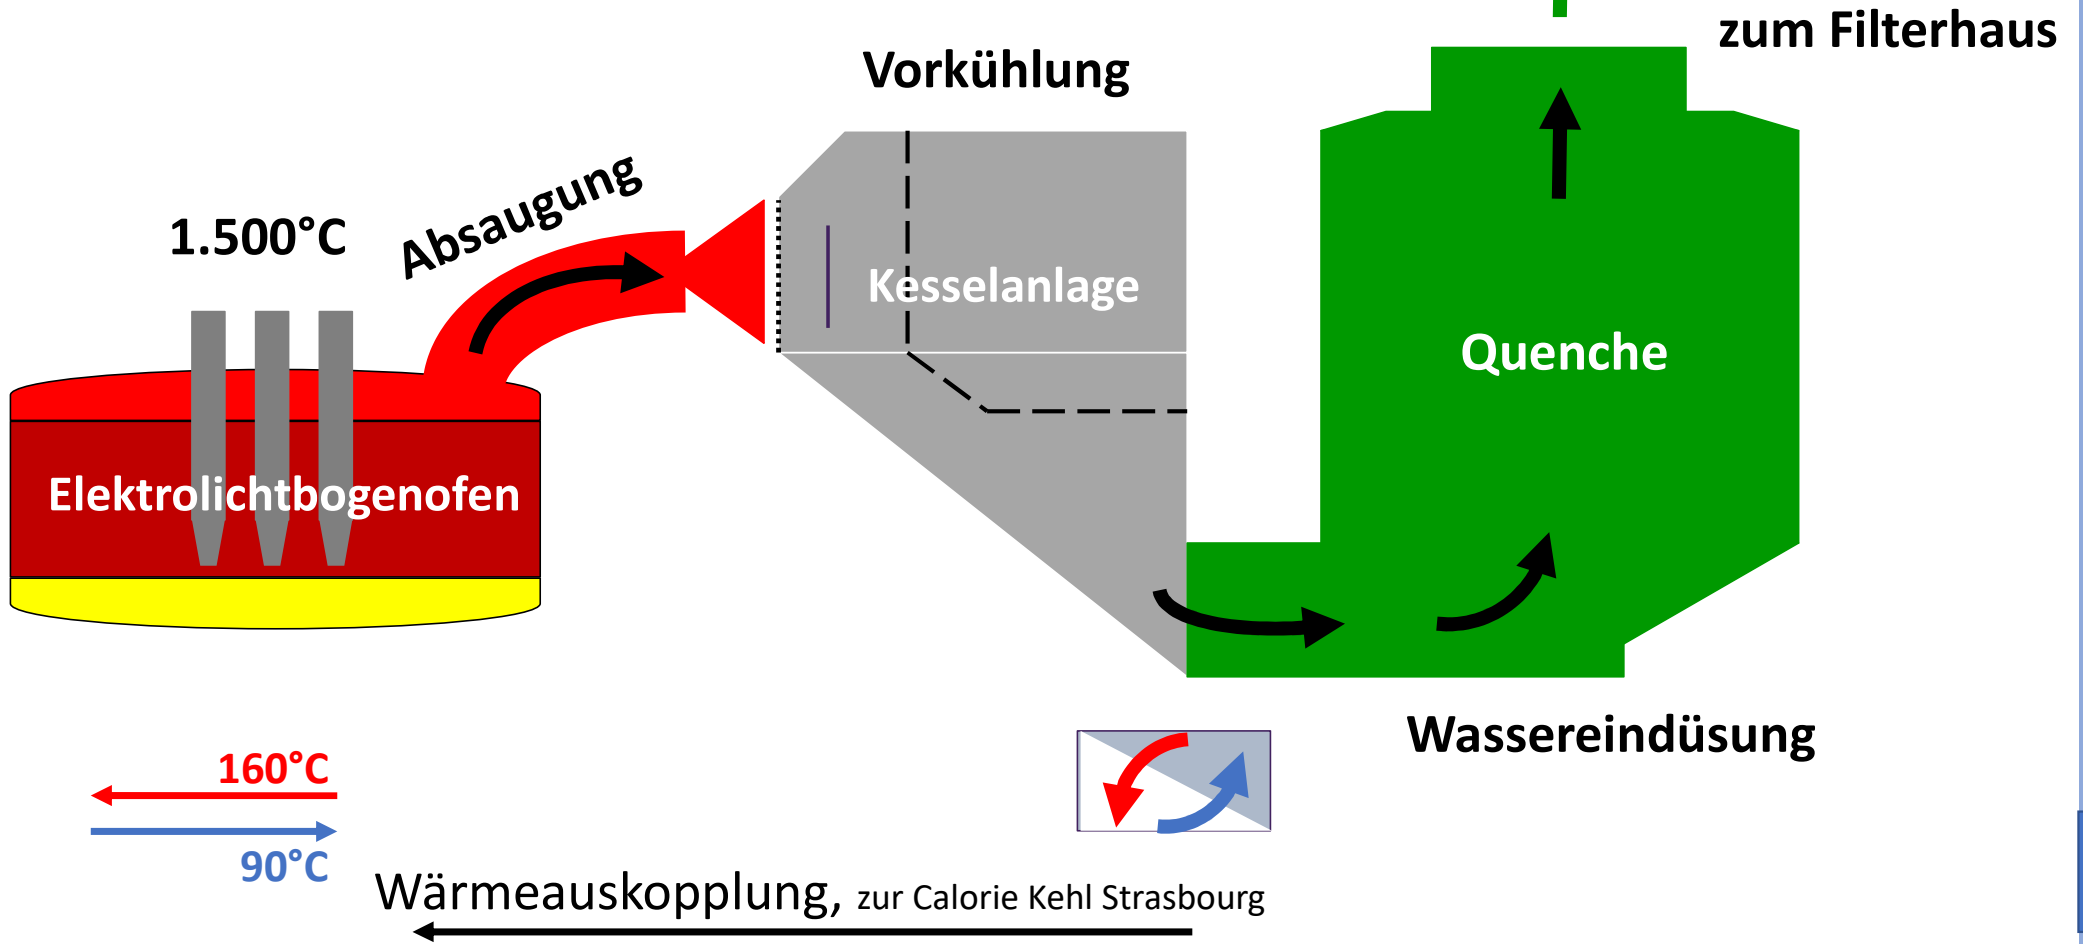 zum Filterhaus
Vorkühlung
Absaugung
1.500°C
Kesselanlage
Quenche
Elektrolichtbogenofen
Wassereindüsung
160°C
90°C
Wärmeauskopplung, zur Calorie Kehl Strasbourg